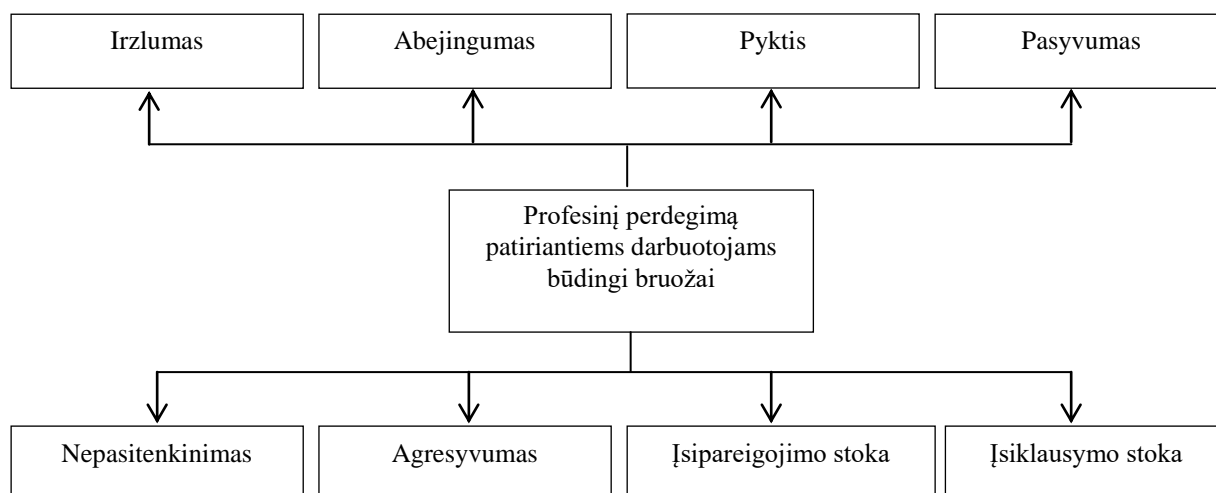 Irzlumas
Abejingumas
Pyktis
Pasyvumas
Profesinį perdegimą
patiriantiems darbuotojams
būdingi bruožai
Nepasitenkinimas
Agresyvumas
Įsipareigojimo stoka
Įsiklausymo stoka